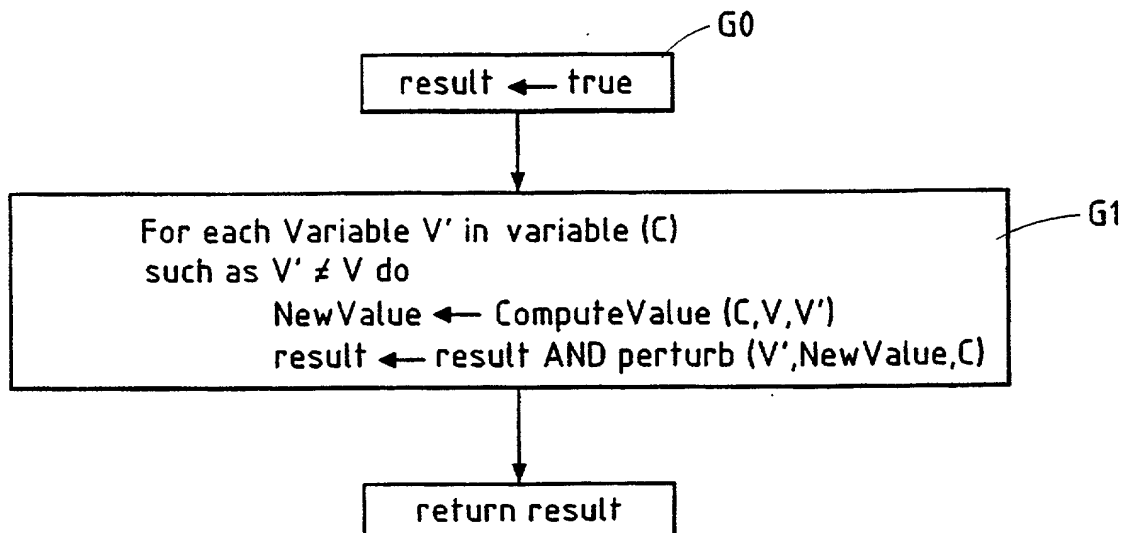 G0
result ← true
G1
For each Variable V' in variable (C)
such as V' ≠ V do
NewValue ← ComputeValue (C,V,V')
result ← result AND perturb (V',NewValue,C)
return result